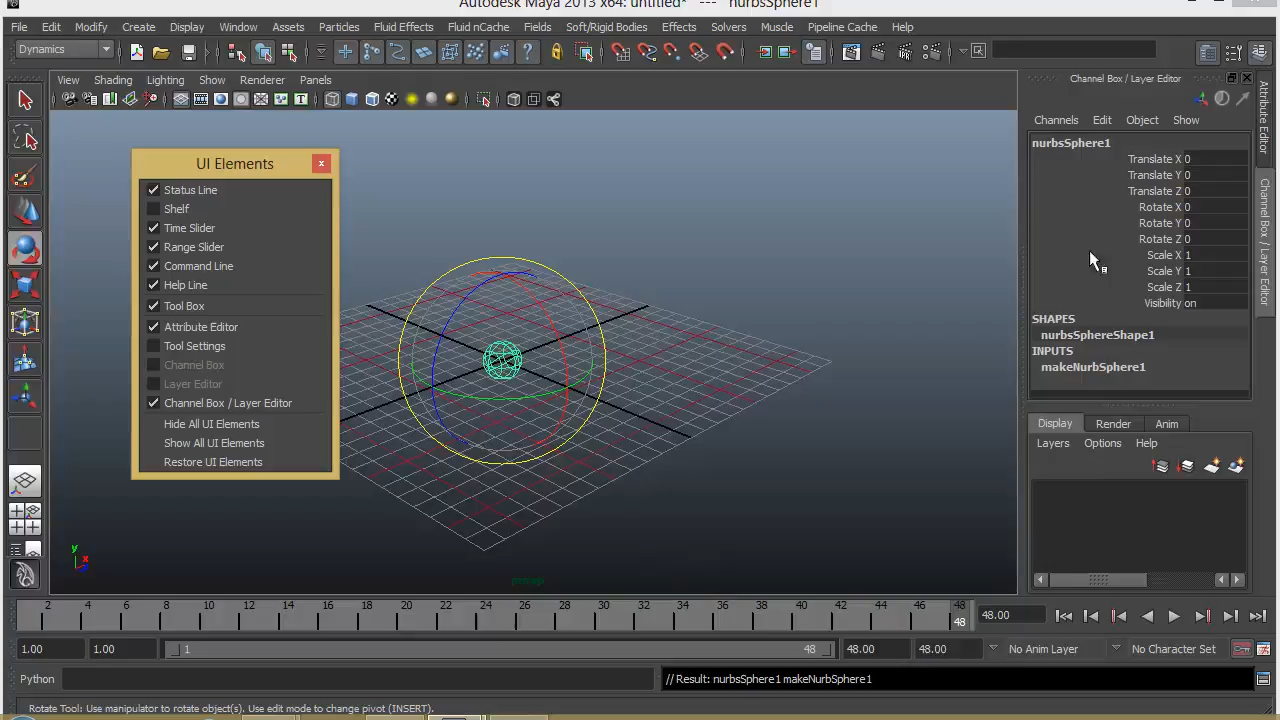 Autodesk Maya 2013 x64: untitled* --- nurbsSphere1
File Edit Modify Create Display Window Assets Animate Particles Fluid Effects Fluid nCache Fields Soft/Rigid Bodies Effects Solvers Muscle Pipeline Cache Help
Dynamics
View Shading Lighting Show Renderer Panels
Channel Box / Layer Editor
Channels Edit Object Show
nurbsSphere1
Translate X 0
Translate Y 0
Translate Z 0
Rotate X 0
Rotate Y 0
Rotate Z 0
Scale X 1
Scale Y 1
Scale Z 1
Visibility on
SHAPES
nurbsSphereShape1
INPUTS
makeNurbSphere1
Display Render Anim
Layers Options Help
Attribute Editor
Channel Box / Layer Editor
UI Elements
Status Line
Shelf
Time Slider
Range Slider
Command Line
Help Line
Tool Box
Attribute Editor
Tool Settings
Channel Box
Layer Editor
Channel Box / Layer Editor
Hide All UI Elements
Show All UI Elements
Restore UI Elements
y
x
persp
2 4 6 8 10 12 14 16 18 20 22 24 26 28 30 32 34 36 38 40 42 44 46 48
48
48.00
1.00 1.00 1 48 48.00 48.00 No Anim Layer No Character Set
Python // Result: nurbsSphere1 makeNurbSphere1
Rotate Tool: Use manipulator to rotate object(s). Use edit mode to change pivot (INSERT).